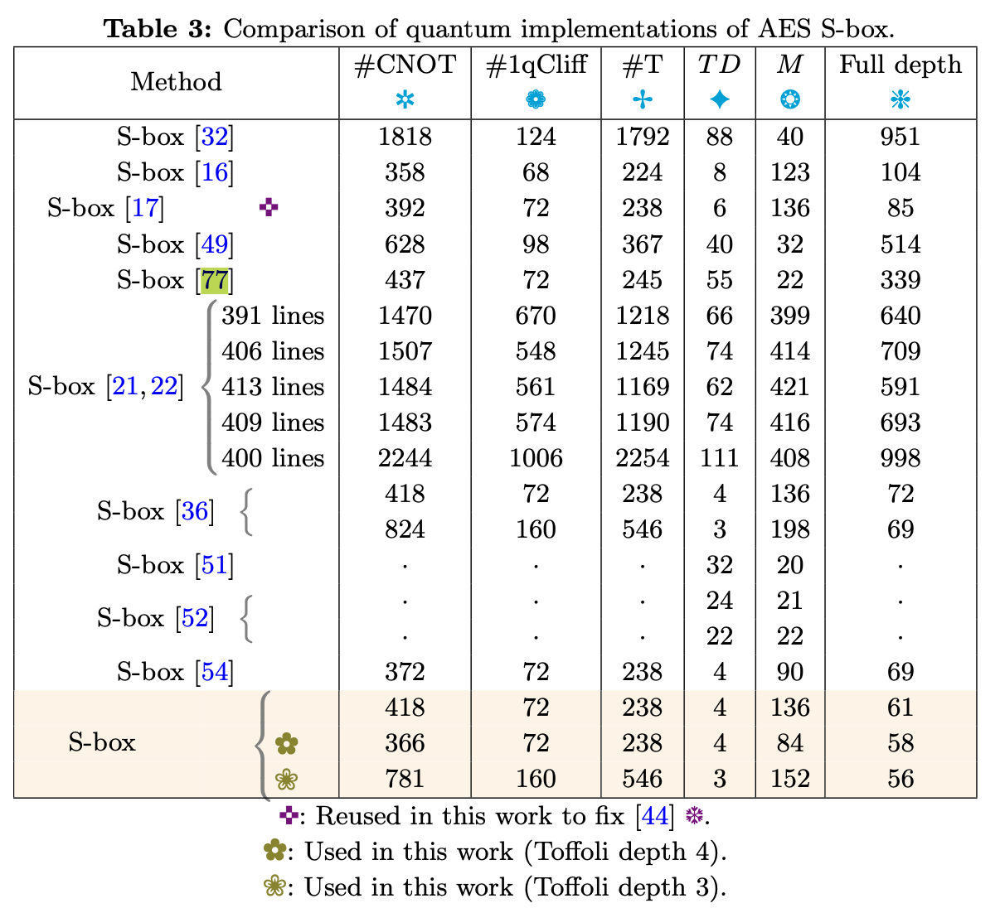 Table 3: Comparison of quantum implementations of AES S-box.
Method #CNOT #1qCliff #T TD M Full depth
✲ ❁ ✢ ✦ ❂ ❉
S-box [32] 1818 124 1792 88 40 951
S-box [16] 358 68 224 8 123 104
S-box [17] ✜ 392 72 238 6 136 85
S-box [49] 628 98 367 40 32 514
S-box [77] 437 72 245 55 22 339
391 lines 1470 670 1218 66 399 640
406 lines 1507 548 1245 74 414 709
S-box [21, 22] { 413 lines 1484 561 1169 62 421 591
409 lines 1483 574 1190 74 416 693
400 lines 2244 1006 2254 111 408 998
S-box [36] { 418 72 238 4 136 72
824 160 546 3 198 69
S-box [51] · · · 32 20 ·
S-box [52] { · · · 24 21 ·
· · · 22 22 ·
S-box [54] 372 72 238 4 90 69
418 72 238 4 136 61
S-box { ✿ 366 72 238 4 84 58
❀ 781 160 546 3 152 56
✜: Reused in this work to fix [44] ❄.
✿: Used in this work (Toffoli depth 4).
❀: Used in this work (Toffoli depth 3).